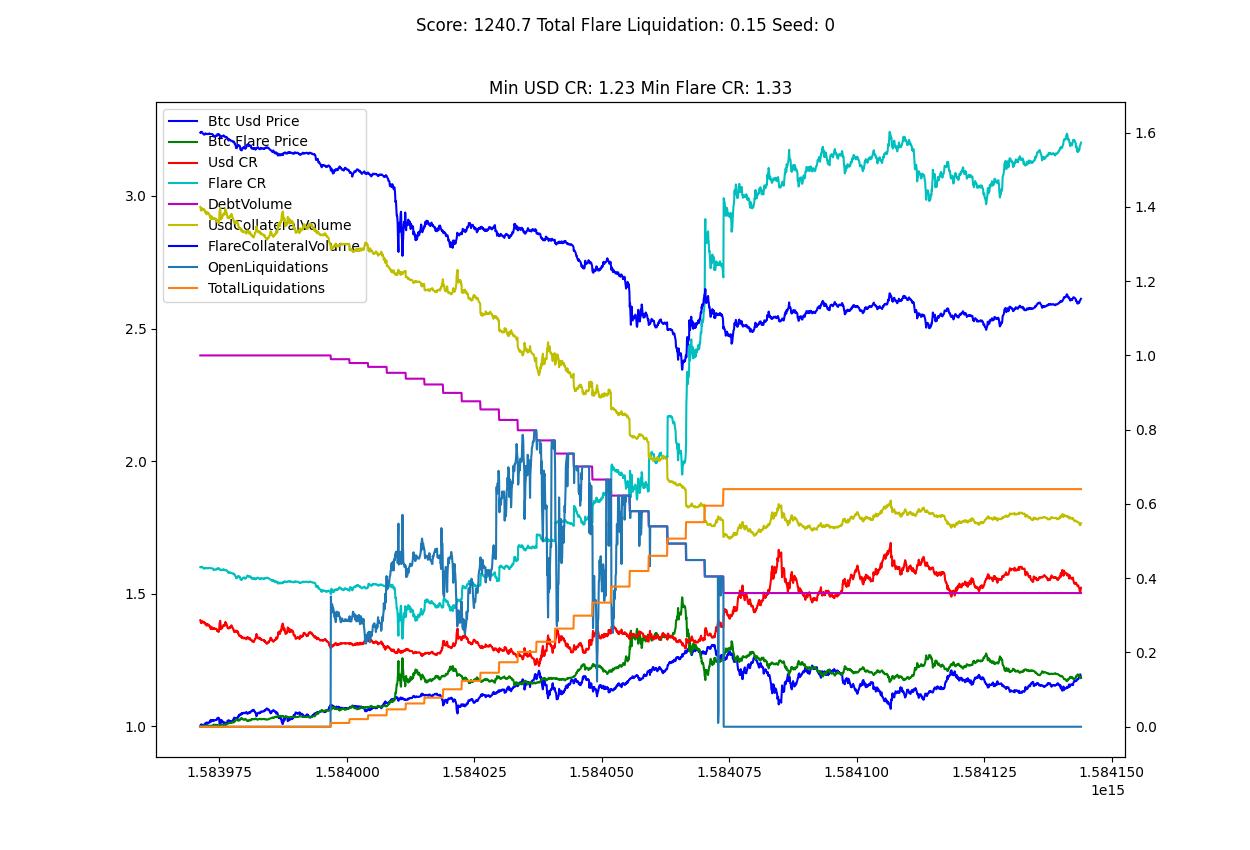 Score: 1240.7 Total Flare Liquidation: 0.15 Seed: 0
Min USD CR: 1.23 Min Flare CR: 1.33
Btc Usd Price
Btc Flare Price
Usd CR
Flare CR
DebtVolume
UsdCollateralVolume
FlareCollateralVolume
OpenLiquidations
TotalLiquidations
3.0
2.5
2.0
1.5
1.0
1.6
1.4
1.2
1.0
0.8
0.6
0.4
0.2
0.0
1.583975 1.584000 1.584025 1.584050 1.584075 1.584100 1.584125 1.584150
1e15